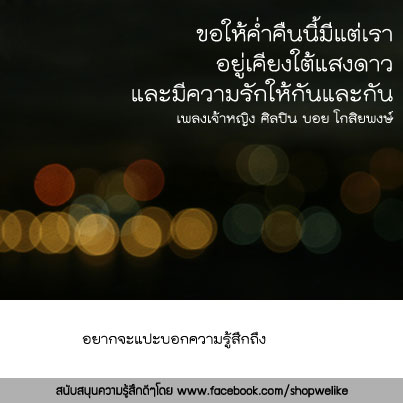 ขอให้ค่ำคืนนี้มีแต่เรา
อยู่เคียงใต้แสงดาว
และมีความรักให้กันและกัน
เพลงเจ้าหญิง ศิลปิน บอย โกสิยพงษ์
อยากจะแปะบอกความรู้สึกถึง
สนับสนุนความรู้สึกดีๆโดย www.facebook.com/shopwelike